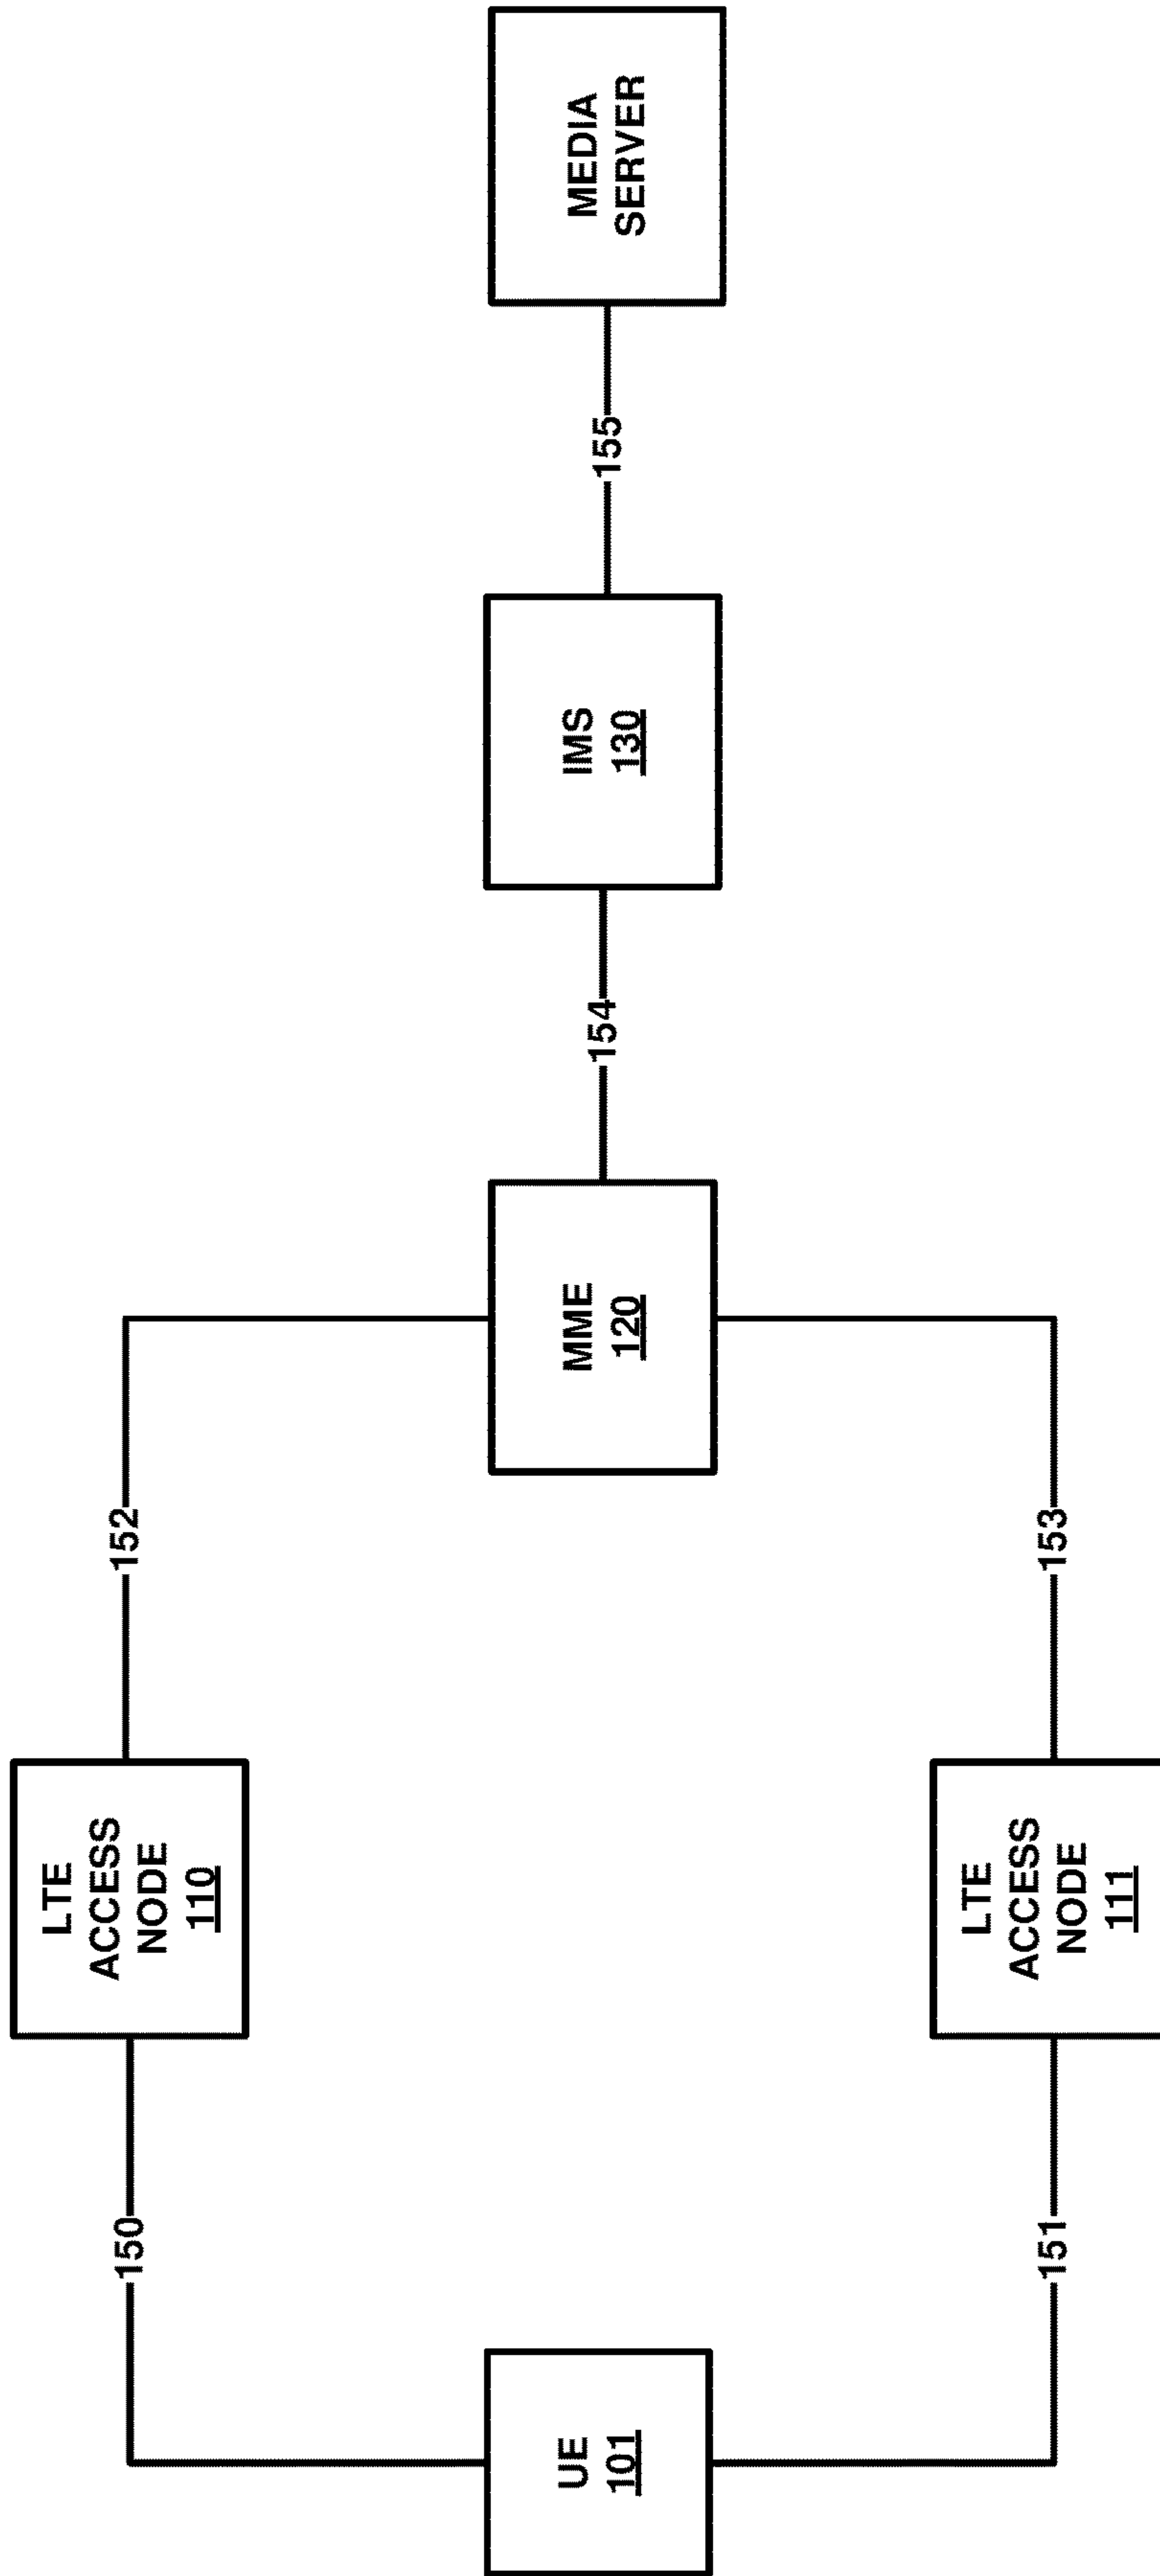 LTE
ACCESS
NODE
110
150
152
UE
101
MME
120
154
IMS
130
155
MEDIA
SERVER
LTE
ACCESS
NODE
111
151
153